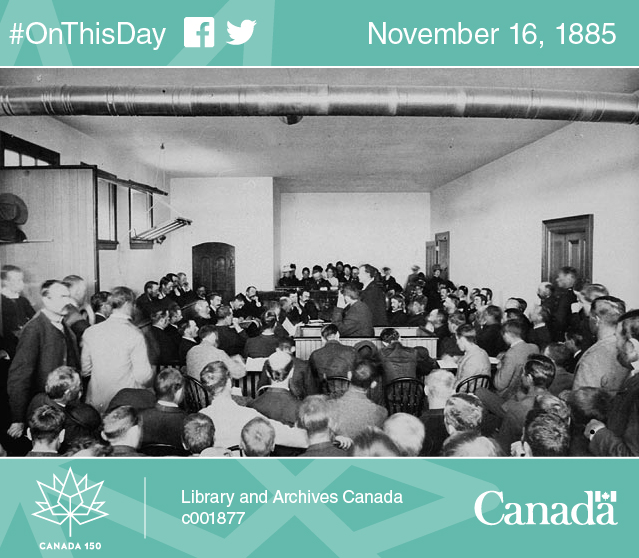 #OnThisDay
November 16, 1885
Library and Archives Canada
c001877
CANADA 150
Canada